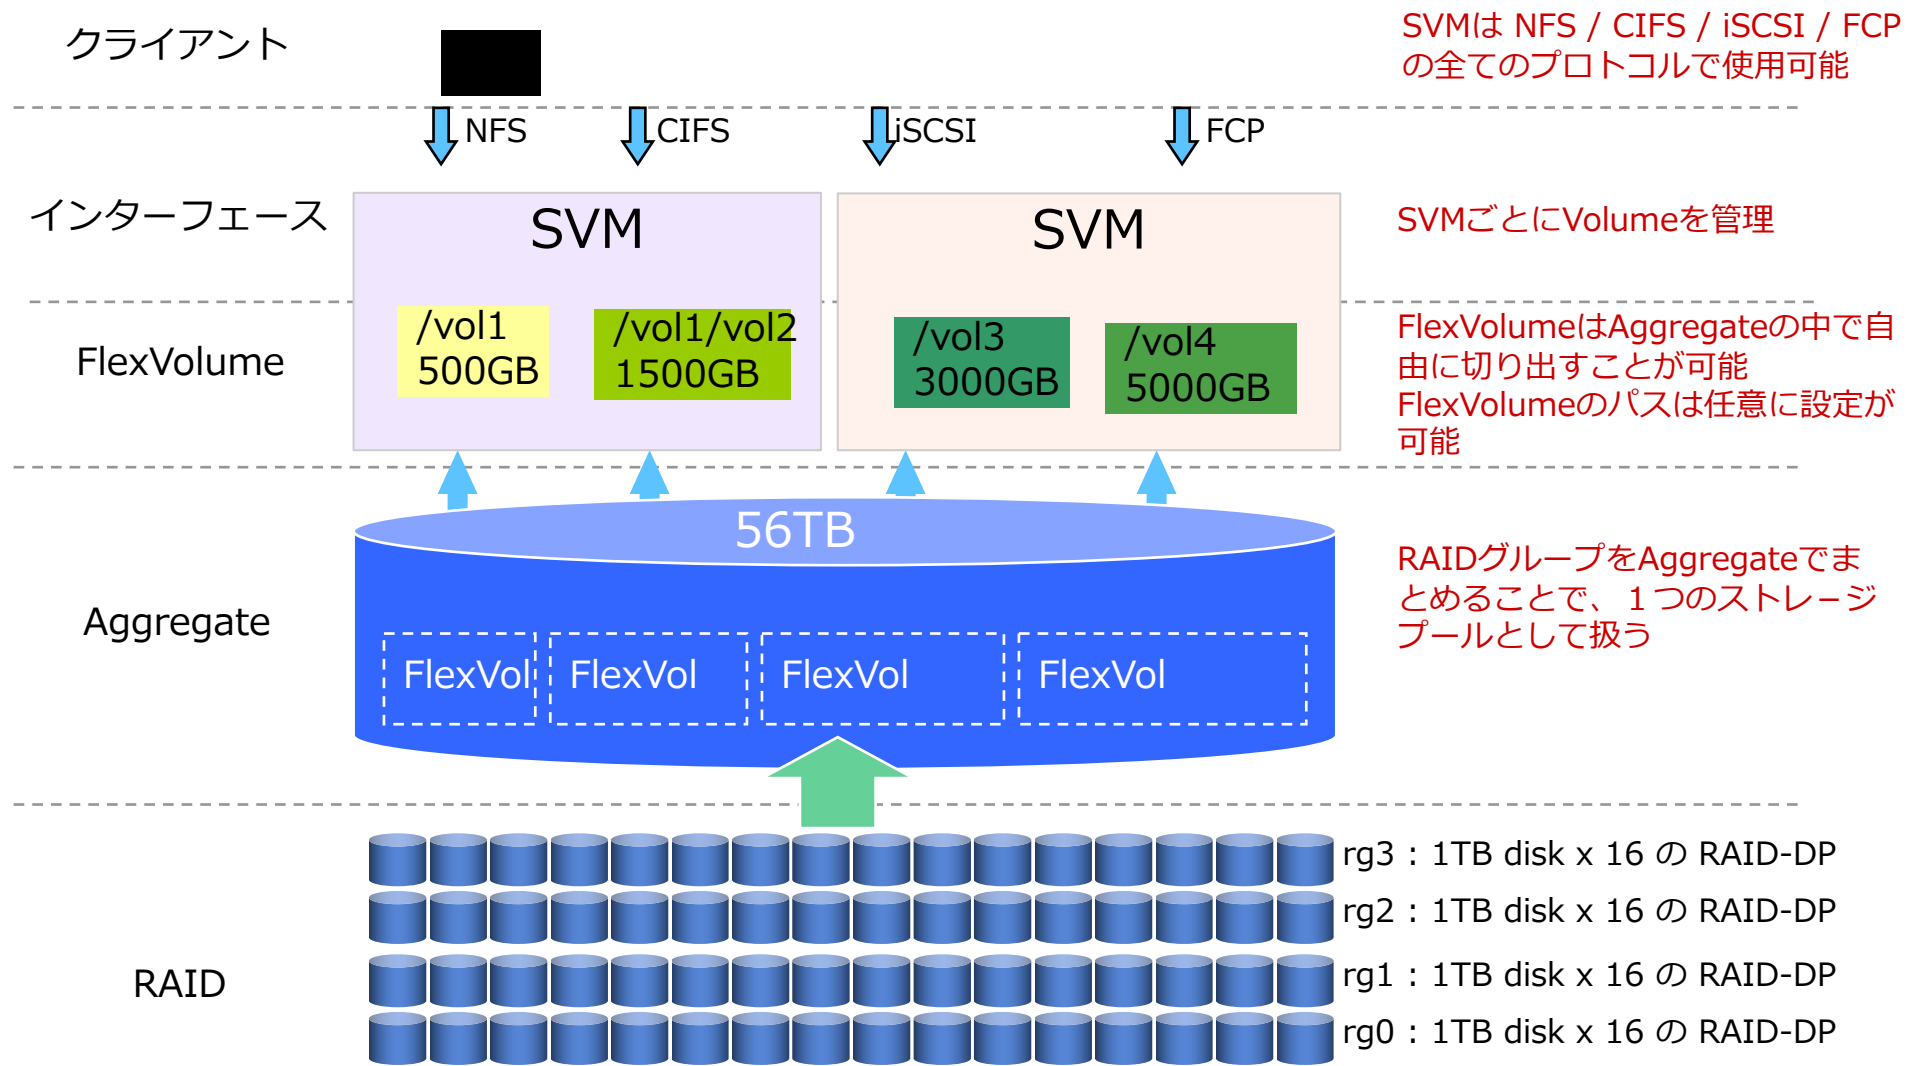 クライアント
SVMは NFS / CIFS / iSCSI / FCP
の全てのプロトコルで使用可能
NFS
CIFS
iSCSI
FCP
インターフェース
SVM
SVM
SVMごとにVolumeを管理
FlexVolume
/vol1
500GB
/vol1/vol2
1500GB
/vol3
3000GB
/vol4
5000GB
FlexVolumeはAggregateの中で自
由に切り出すことが可能
FlexVolumeのパスは任意に設定が
可能
56TB
Aggregate
FlexVol
FlexVol
FlexVol
FlexVol
RAIDグループをAggregateでま
とめることで、１つのストレージ
プールとして扱う
RAID
rg3 : 1TB disk x 16 の RAID-DP
rg2 : 1TB disk x 16 の RAID-DP
rg1 : 1TB disk x 16 の RAID-DP
rg0 : 1TB disk x 16 の RAID-DP